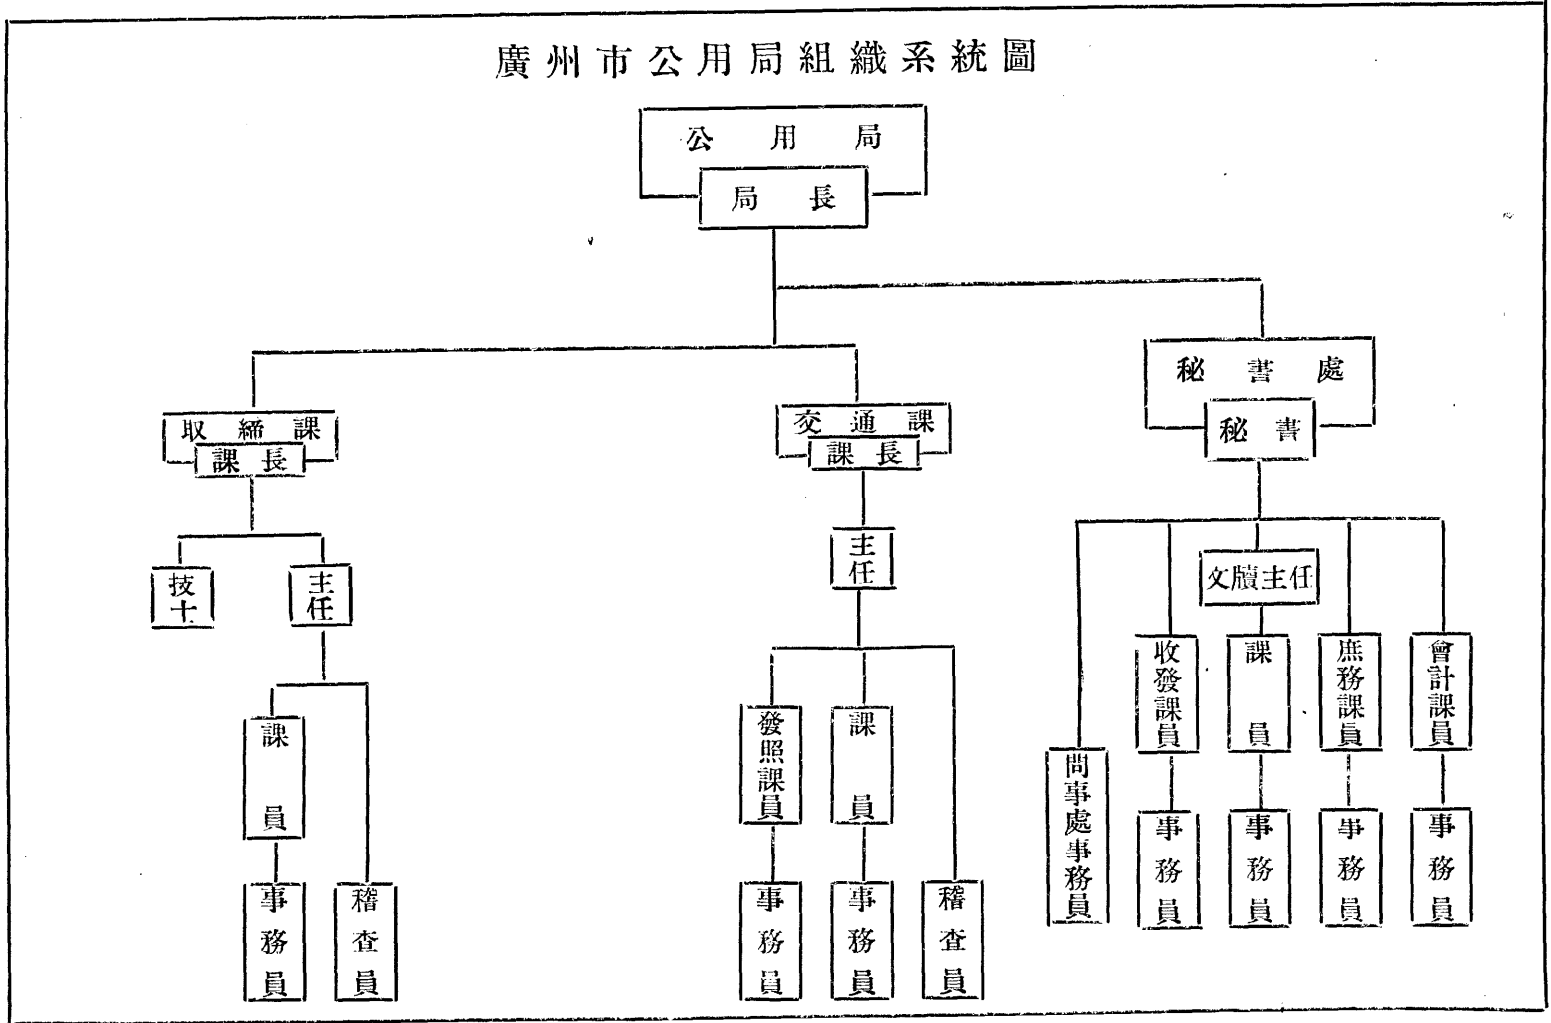 廣州市公用局組織系統圖
公用局
局長
秘書處
秘書
取締課
課長
交通課
課長
技士
主任
主任
文牘主任
收發課員
課員
庶務課員
會計課員
課員
發照課員
課員
問事處事務員
事務員
事務員
事務員
事務員
事務員
稽查員
事務員
事務員
稽查員